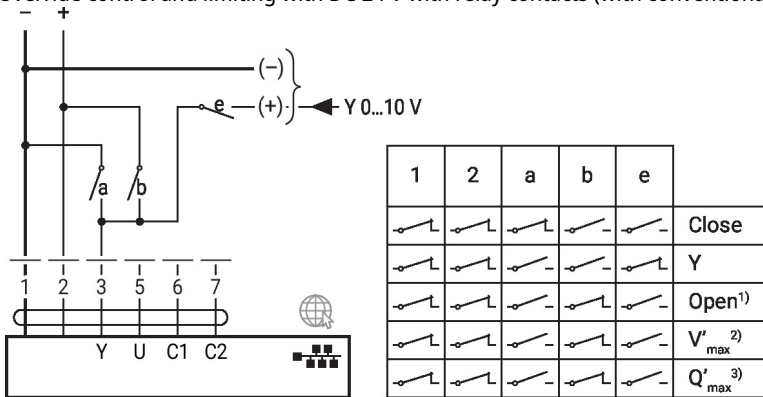 override control and limiting with DC 24 V with relay contacts (with conventional
− +
(−)
e (+) Y 0...10 V
a b
1 2 3 5 6 7
Y U C1 C2
1 2 a b e
Close
Y
Open1)
V'max2)
Q'max3)